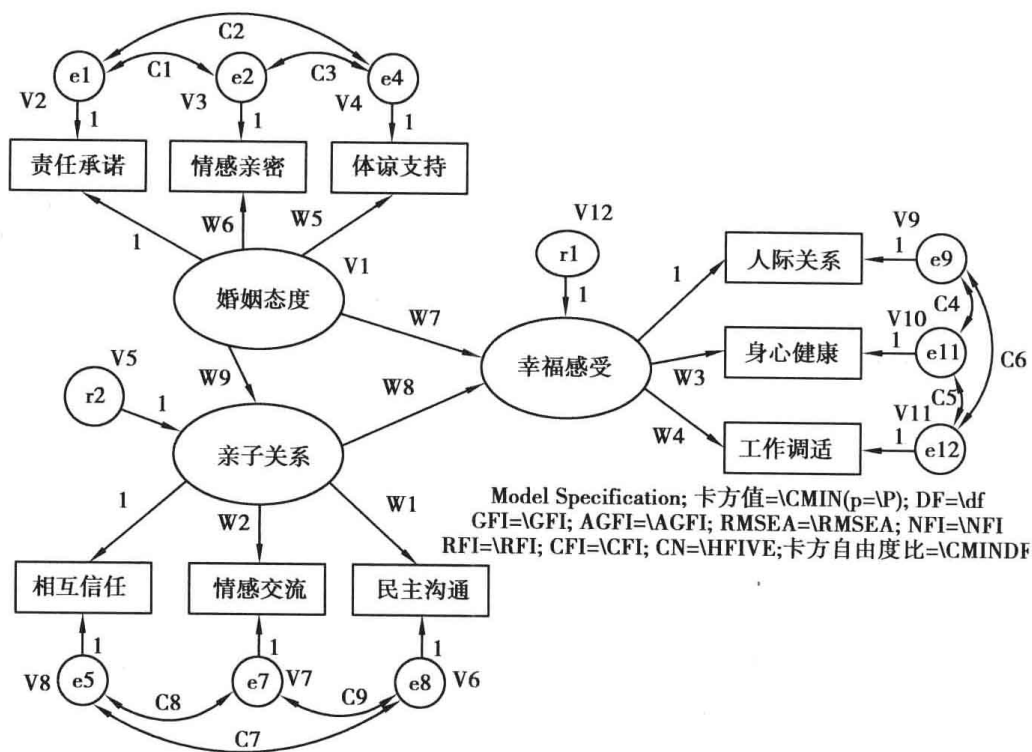 C2
e1
C1
e2
C3
e4
V2
V3
V4
1
1
1
责任承诺
情感亲密
体谅支持
1
W6
W5
V1
婚姻态度
W7
V12
r1
1
幸福感受
1
W3
W4
V9
人际关系
1
e9
C4
V10
身心健康
1
e11
C6
C5
V11
工作调适
1
e12
V5
r2
1
W9
W8
亲子关系
1
W2
W1
相互信任
情感交流
民主沟通
1
1
1
V8
e5
C8
e7
V7
C9
e8
V6
C7
Model Specification; 卡方值=\CMIN(p=\P); DF=\df
GFI=\GFI; AGFI=\AGFI; RMSEA=\RMSEA; NFI=\NFI
RFI=\RFI; CFI=\CFI; CN=\HFIVE;卡方自由度比=\CMINDF